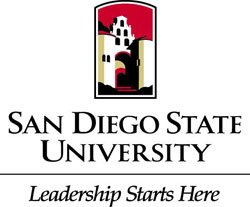 SAN DIEGO STATE
UNIVERSITY
Leadership Starts Here